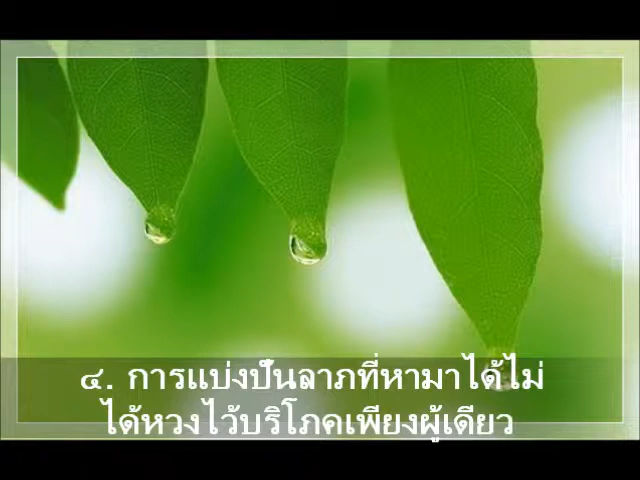 ๔. การแบ่งปันลาภที่หามาได้ไม่
ได้หวงไว้บริโภคเพียงผู้เดียว